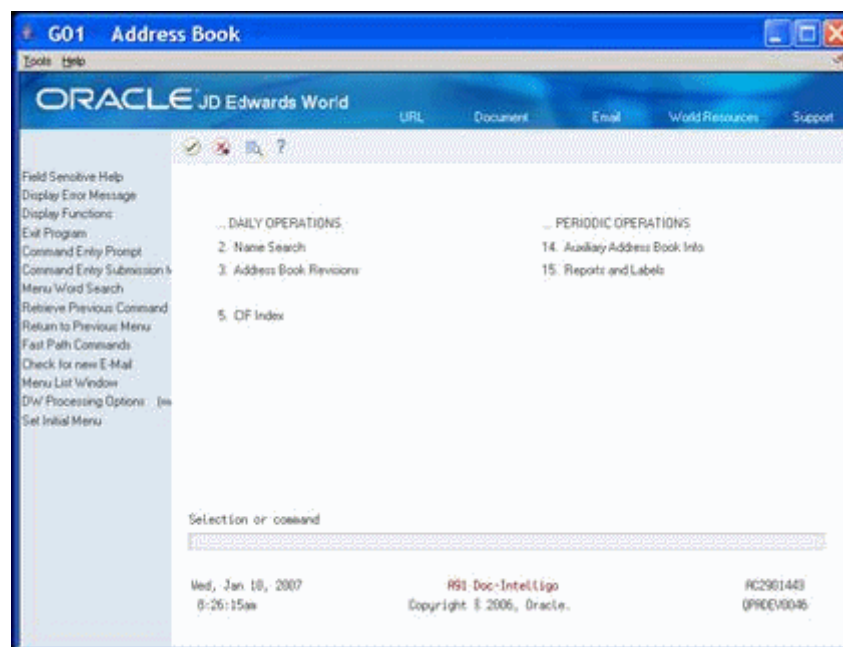 G01 Address Book
Tools Help
ORACLE JD Edwards World
URL Document Email World Resources Support
?
Field Sensitive Help
Display Error Message
Display Functions
Exit Program
Command Entry Prompt
Command Entry Submission
Menu Word Search
Retrieve Previous Command
Return to Previous Menu
Fast Path Commands
Check for new E-Mail
Menu List Window
DW Processing Options
Set Initial Menu
... DAILY OPERATIONS
2. Name Search
3. Address Book Revisions
5. CIF Index
... PERIODIC OPERATIONS
14. Auxiliary Address Book Info
15. Reports and Labels
Selection or command
Wed, Jan 10, 2007 A91 Doc-Intelligo
8:26:15am Copyright 2006, Oracle.